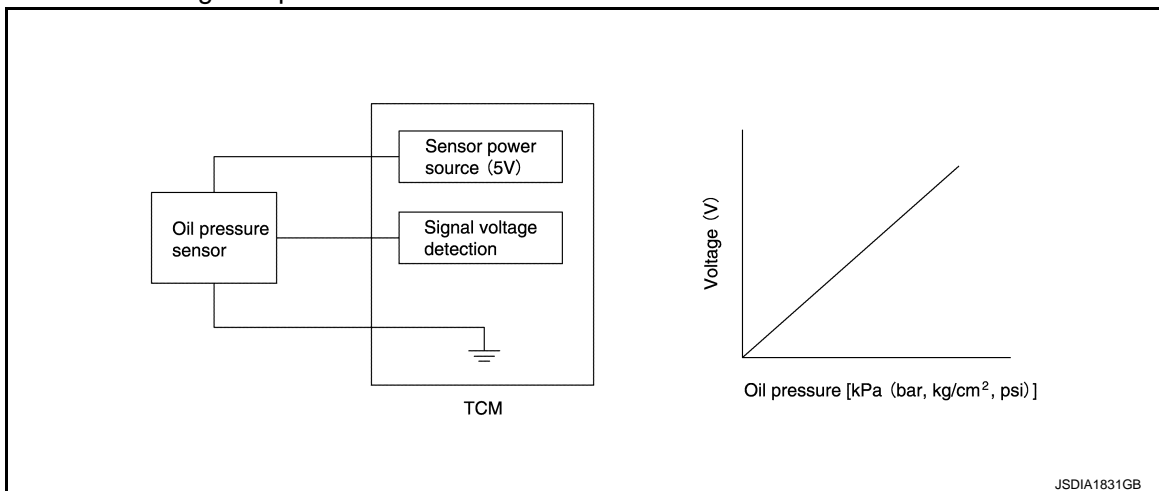 Sensor power
source (5V)
Oil pressure
sensor
Signal voltage
detection
TCM
Voltage (V)
Oil pressure [kPa (bar, kg/cm², psi)]
JSDIA1831GB